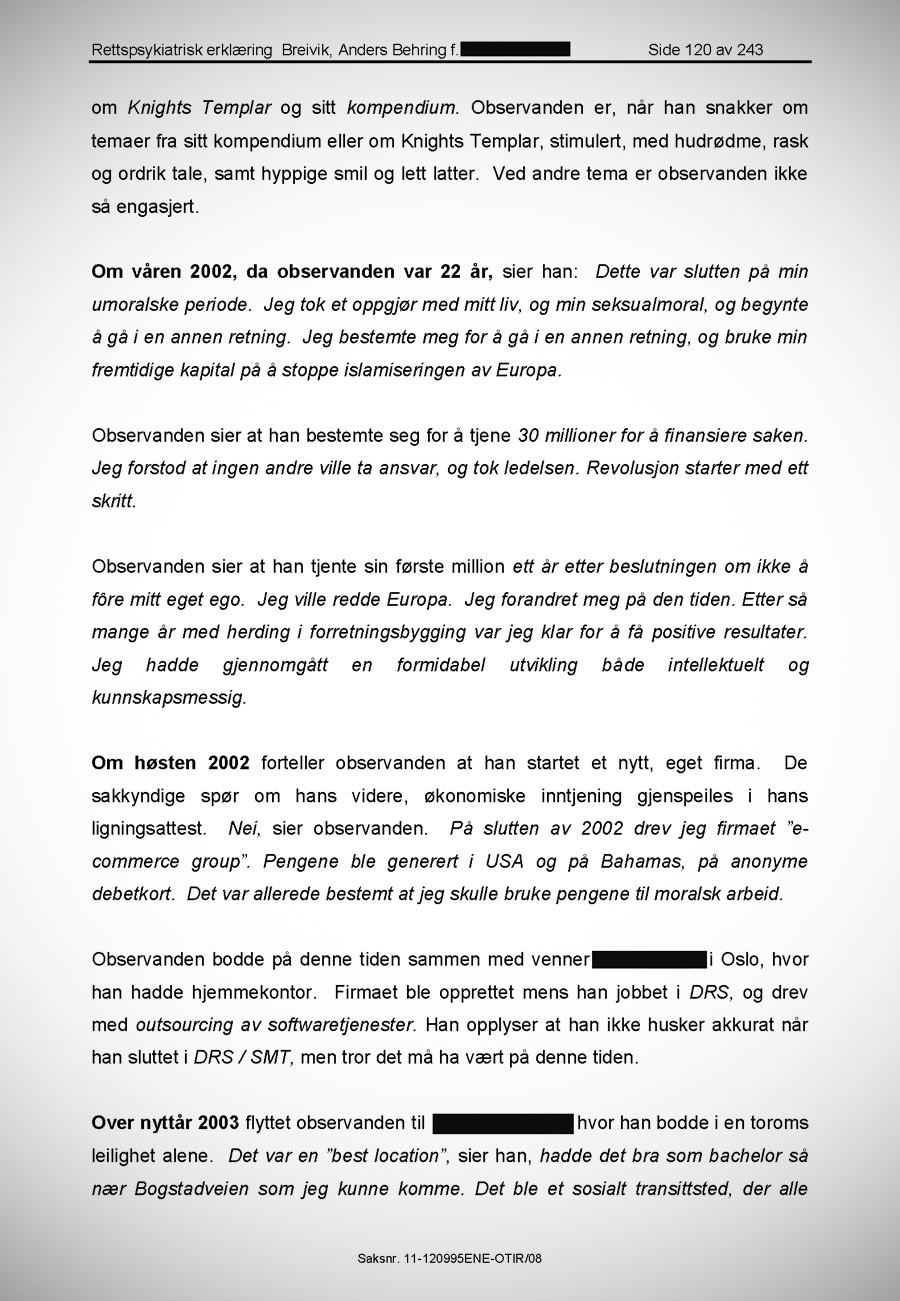 Rettspsykiatrisk erklæring Breivik, Anders Behring f. Side 120 av 243
om Knights Templar og sitt kompendium. Observanden er, når han snakker om
temaer fra sitt kompendium eller om Knights Templar, stimulert, med hudrødme, rask
og ordrik tale, samt hyppige smil og lett latter. Ved andre tema er observanden ikke
så engasjert.
Om våren 2002, da observanden var 22 år, sier han: Dette var slutten på min
umoralske periode. Jeg tok et oppgjør med mitt liv, og min seksualmoral, og begynte
å gå i en annen retning. Jeg bestemte meg for å gå i en annen retning, og bruke min
fremtidige kapital på å stoppe islamiseringen av Europa.
Observanden sier at han bestemte seg for å tjene 30 millioner for å finansiere saken.
Jeg forstod at ingen andre ville ta ansvar, og tok ledelsen. Revolusjon starter med ett
skritt.
Observanden sier at han tjente sin første million ett år etter beslutningen om ikke å
fôre mitt eget ego. Jeg ville redde Europa. Jeg forandret meg på den tiden. Etter så
mange år med herding i forretningsbygging var jeg klar for å få positive resultater.
Jeg hadde gjennomgått en formidabel utvikling både intellektuelt og
kunnskapsmessig.
Om høsten 2002 forteller observanden at han startet et nytt, eget firma. De
sakkyndige spør om hans videre, økonomiske inntjening gjenspeiles i hans
ligningsattest. Nei, sier observanden. På slutten av 2002 drev jeg firmaet ”e-
commerce group”. Pengene ble generert i USA og på Bahamas, på anonyme
debetkort. Det var allerede bestemt at jeg skulle bruke pengene til moralsk arbeid.
Observanden bodde på denne tiden sammen med venner i Oslo, hvor
han hadde hjemmekontor. Firmaet ble opprettet mens han jobbet i DRS, og drev
med outsourcing av softwaretjenester. Han opplyser at han ikke husker akkurat når
han sluttet i DRS / SMT, men tror det må ha vært på denne tiden.
Over nyttår 2003 flyttet observanden til hvor han bodde i en toroms
leilighet alene. Det var en ”best location”, sier han, hadde det bra som bachelor så
nær Bogstadveien som jeg kunne komme. Det ble et sosialt transittsted, der alle
Saksnr. 11-120995ENE-OTIR/08